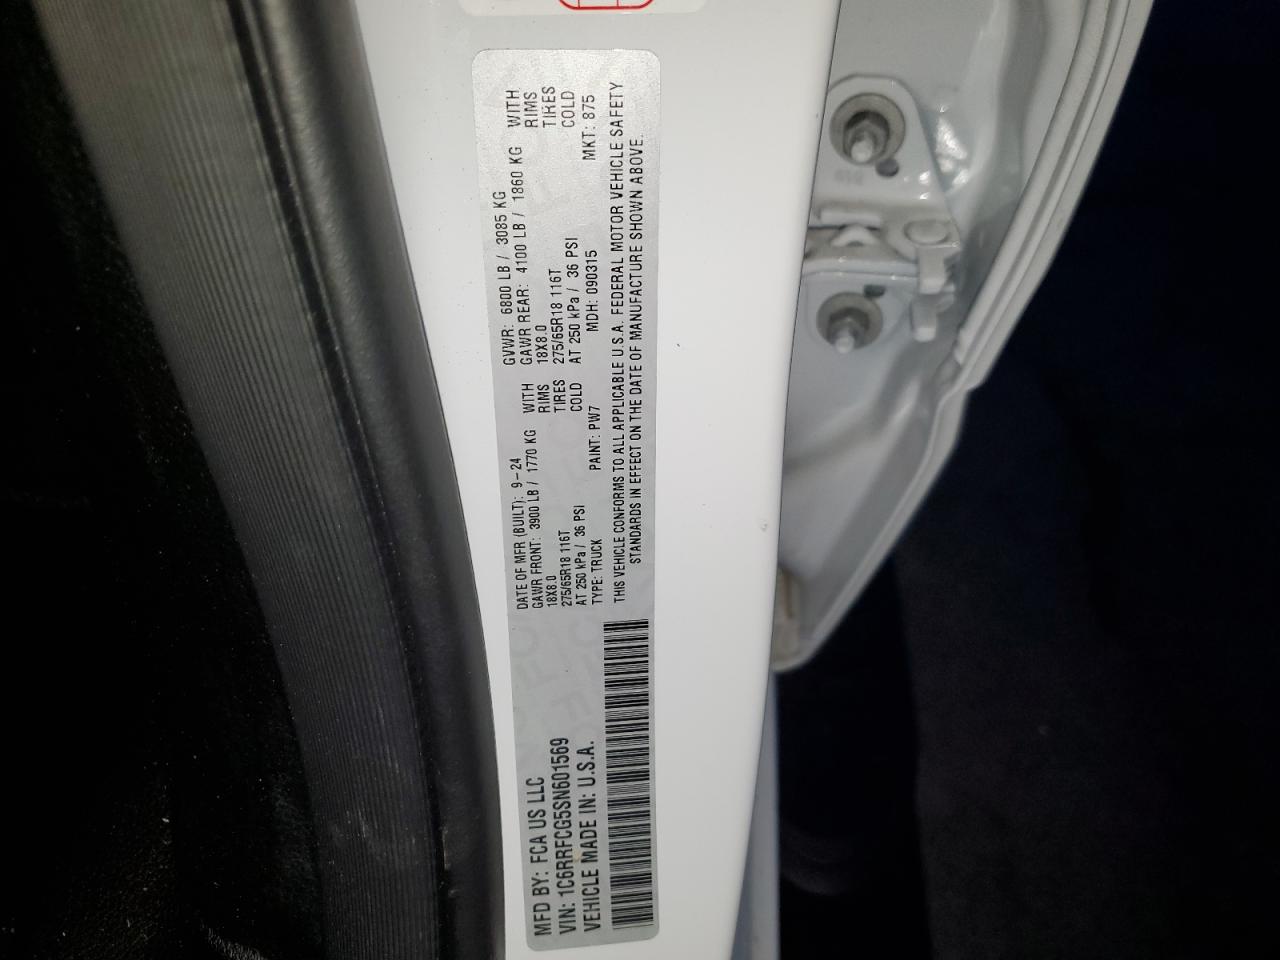 MFD BY: FCA US LLC
VIN: 1C6RRFCG5SN601569
VEHICLE MADE IN: U.S.A.
DATE OF MFR (BUILT): 9-24 GVWR: 6800 LB / 3085 KG
GAWR FRONT: 3900 LB / 1770 KG WITH GAWR REAR: 4100 LB / 1860 KG WITH
18X8.0 RIMS 18X8.0 RIMS
275/65R18 116T TIRES 275/65R18 116T TIRES
AT 250 kPa / 36 PSI COLD AT 250 kPa / 36 PSI COLD
TYPE: TRUCK PAINT: PW7 MDH: 090315 MKT: 875
THIS VEHICLE CONFORMS TO ALL APPLICABLE U.S.A. FEDERAL MOTOR VEHICLE SAFETY
STANDARDS IN EFFECT ON THE DATE OF MANUFACTURE SHOWN ABOVE.